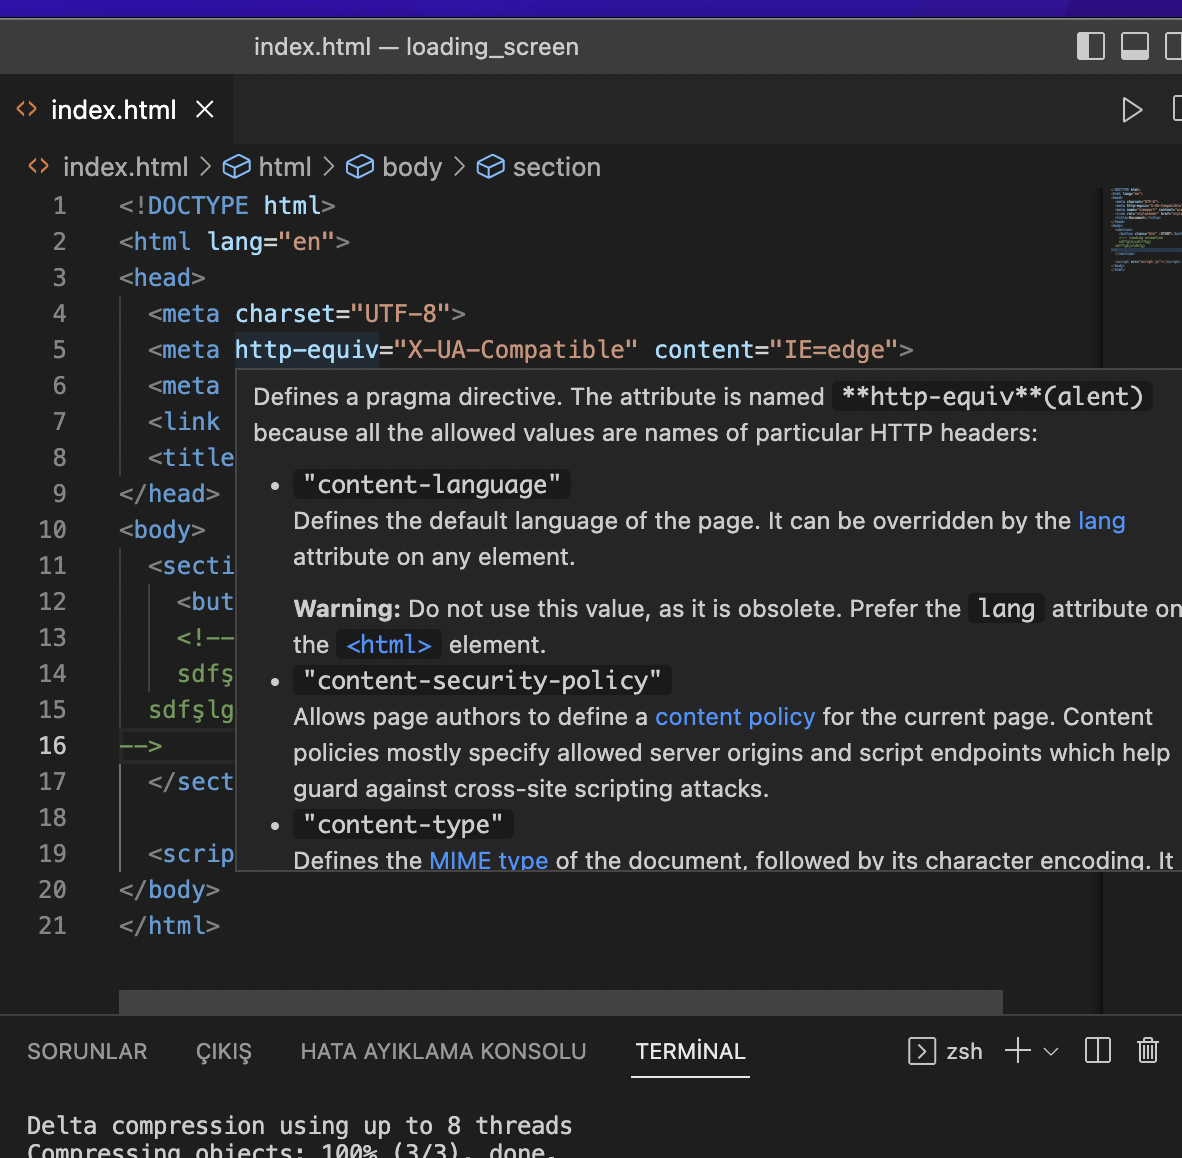 index.html — loading_screen
index.html
index.html > html > body > section
1 <!DOCTYPE html>
2 <html lang="en">
3 <head>
4 <meta charset="UTF-8">
5 <meta http-equiv="X-UA-Compatible" content="IE=edge">
6 <meta
7 <link
8 <title
9 </head>
10 <body>
11 <secti
12 <but
13 <!--
14 sdfş
15 sdfşlg
16 -->
17 </sect
18
19 <scrip
20 </body>
21 </html>
Defines a pragma directive. The attribute is named **http-equiv**(alent)
because all the allowed values are names of particular HTTP headers:
• "content-language"
Defines the default language of the page. It can be overridden by the lang
attribute on any element.
Warning: Do not use this value, as it is obsolete. Prefer the lang attribute on
the <html> element.
• "content-security-policy"
Allows page authors to define a content policy for the current page. Content
policies mostly specify allowed server origins and script endpoints which help
guard against cross-site scripting attacks.
• "content-type"
Defines the MIME type of the document, followed by its character encoding. It
SORUNLAR ÇIKIŞ HATA AYIKLAMA KONSOLU TERMİNAL zsh
Delta compression using up to 8 threads
Compressing objects: 100% (3/3), done.